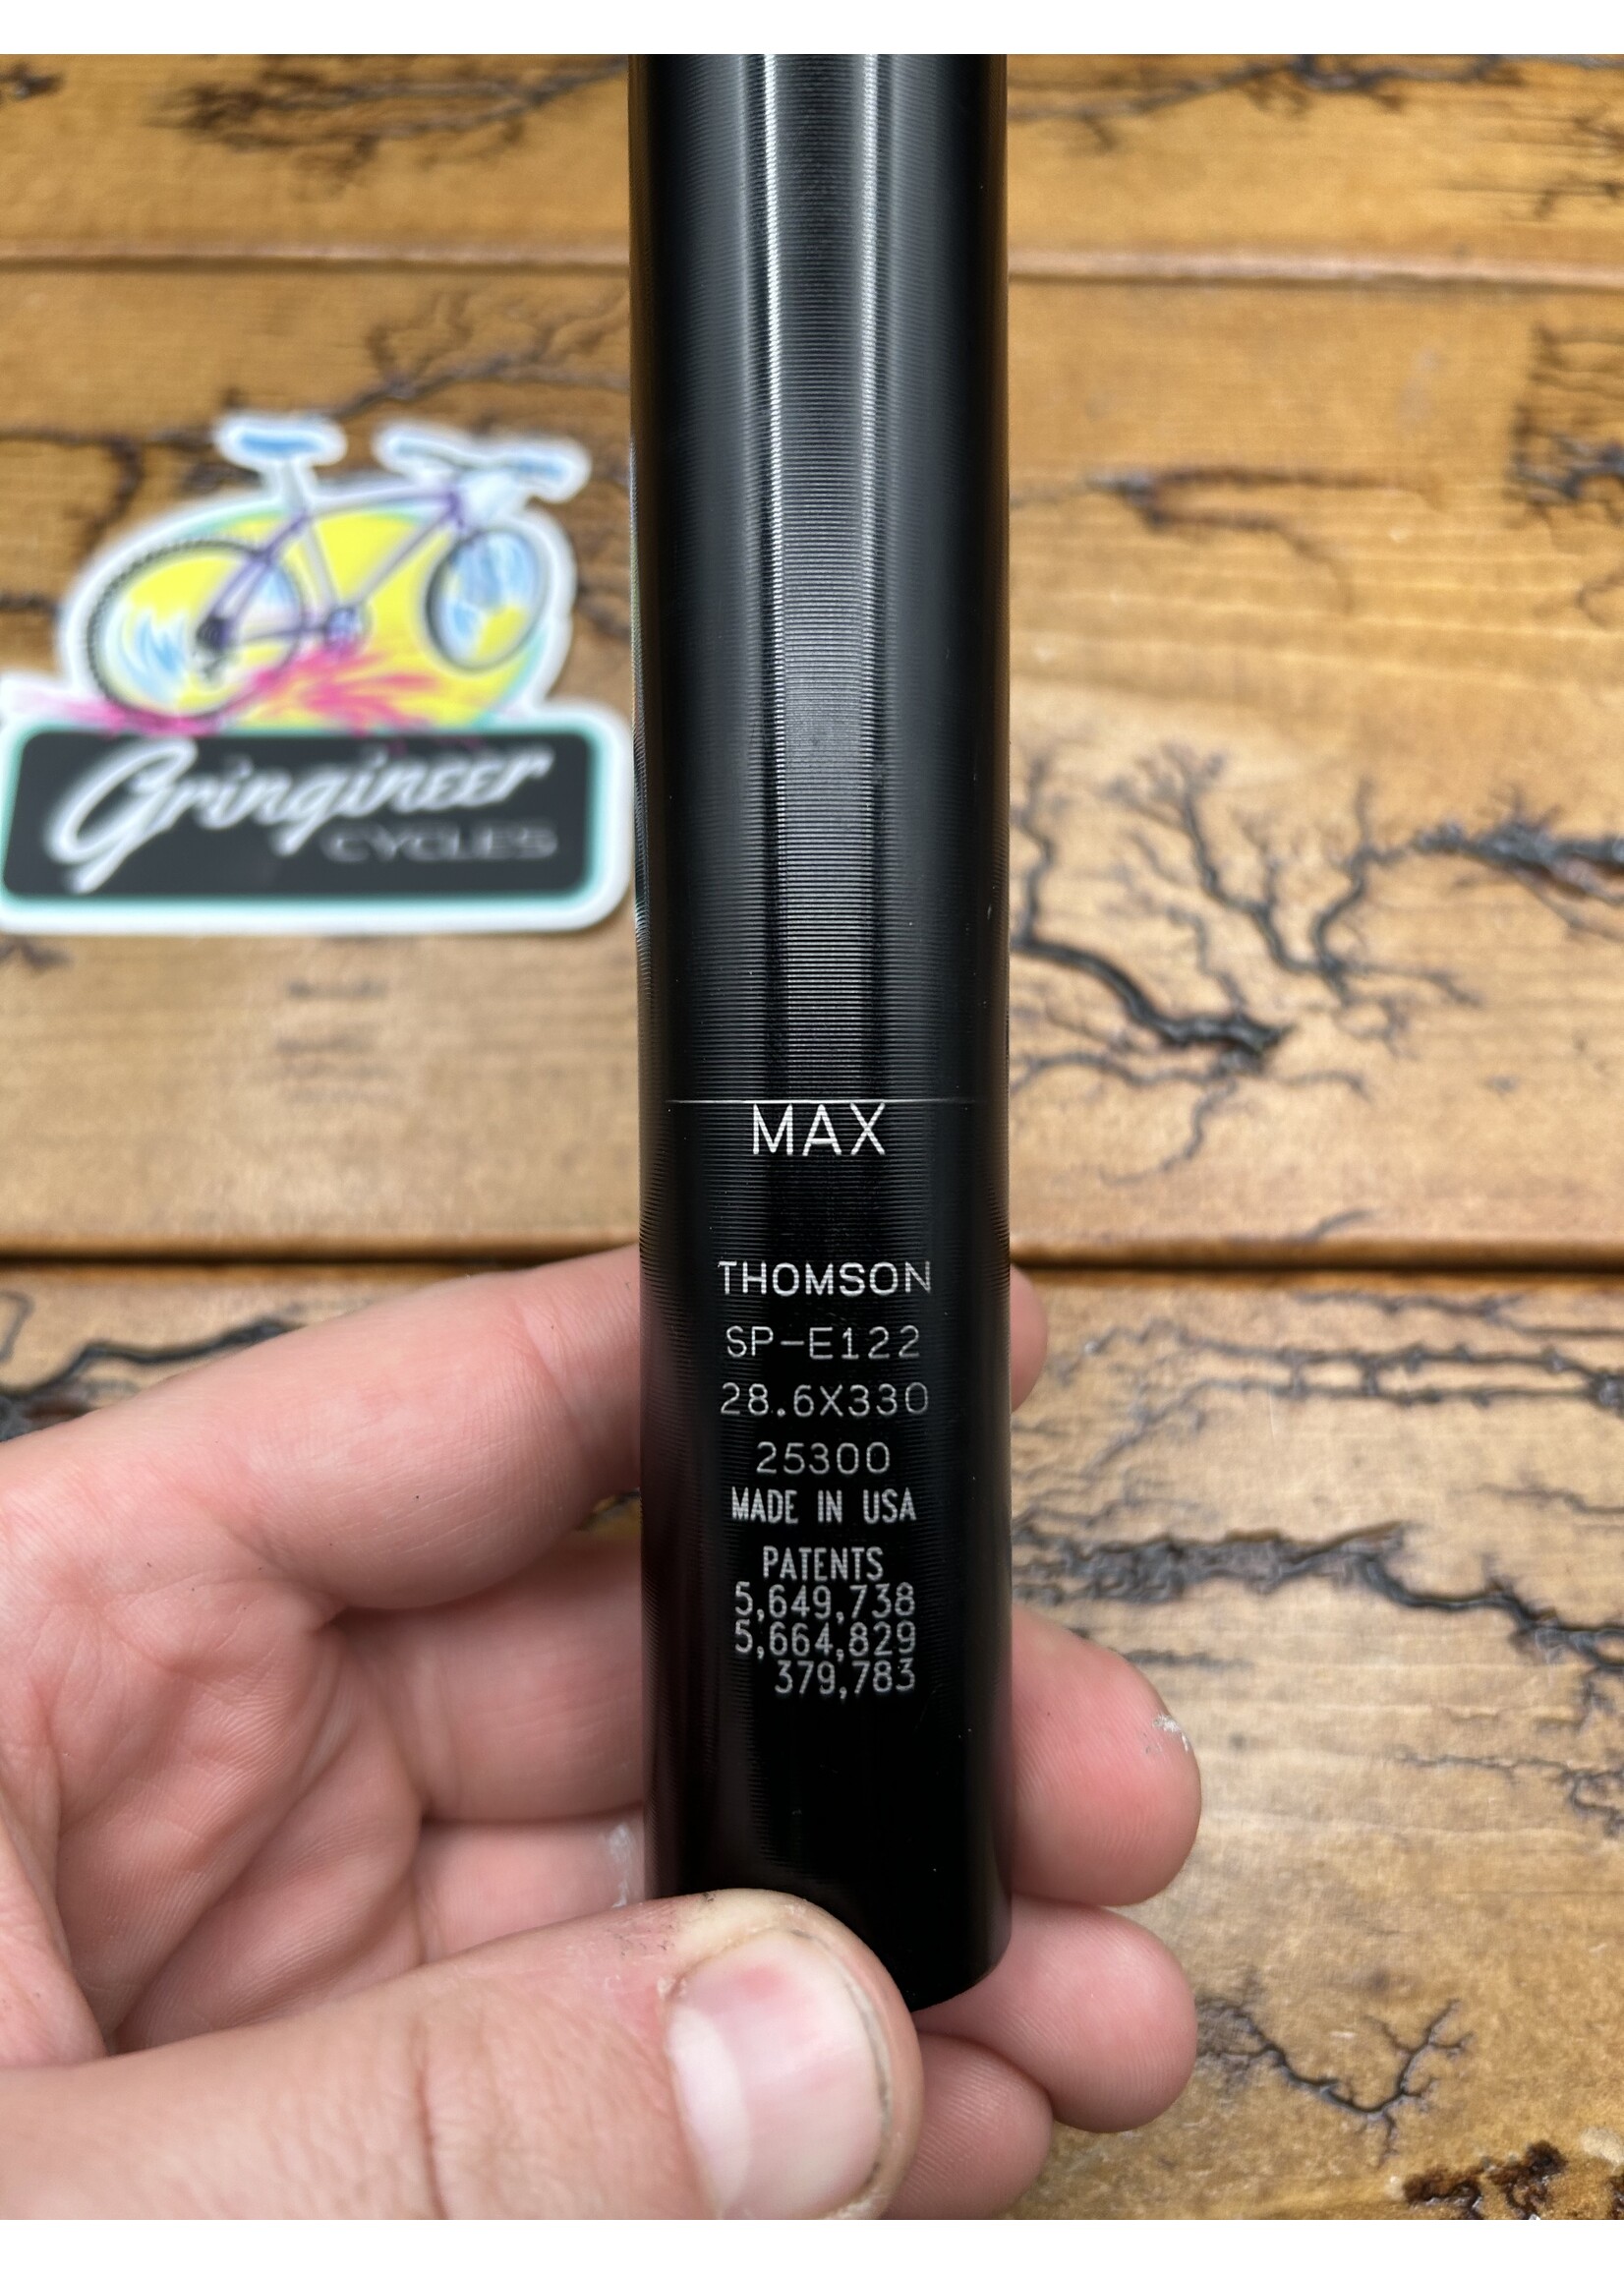 Gringineer
CYCLES
MAX
THOMSON
SP-E122
28.6X330
25300
MADE IN USA
PATENTS
5,649,738
5,664,829
379,783